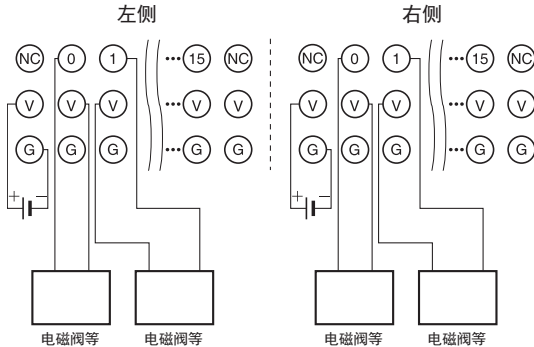 左侧 右侧
NC 0 1 ••• 15 NC NC 0 1 ••• 15 NC
V V V ••• V V V V V ••• V V
G G G ••• G G G G G ••• G G
+ − + −
电磁阀等 电磁阀等 电磁阀等 电磁阀等